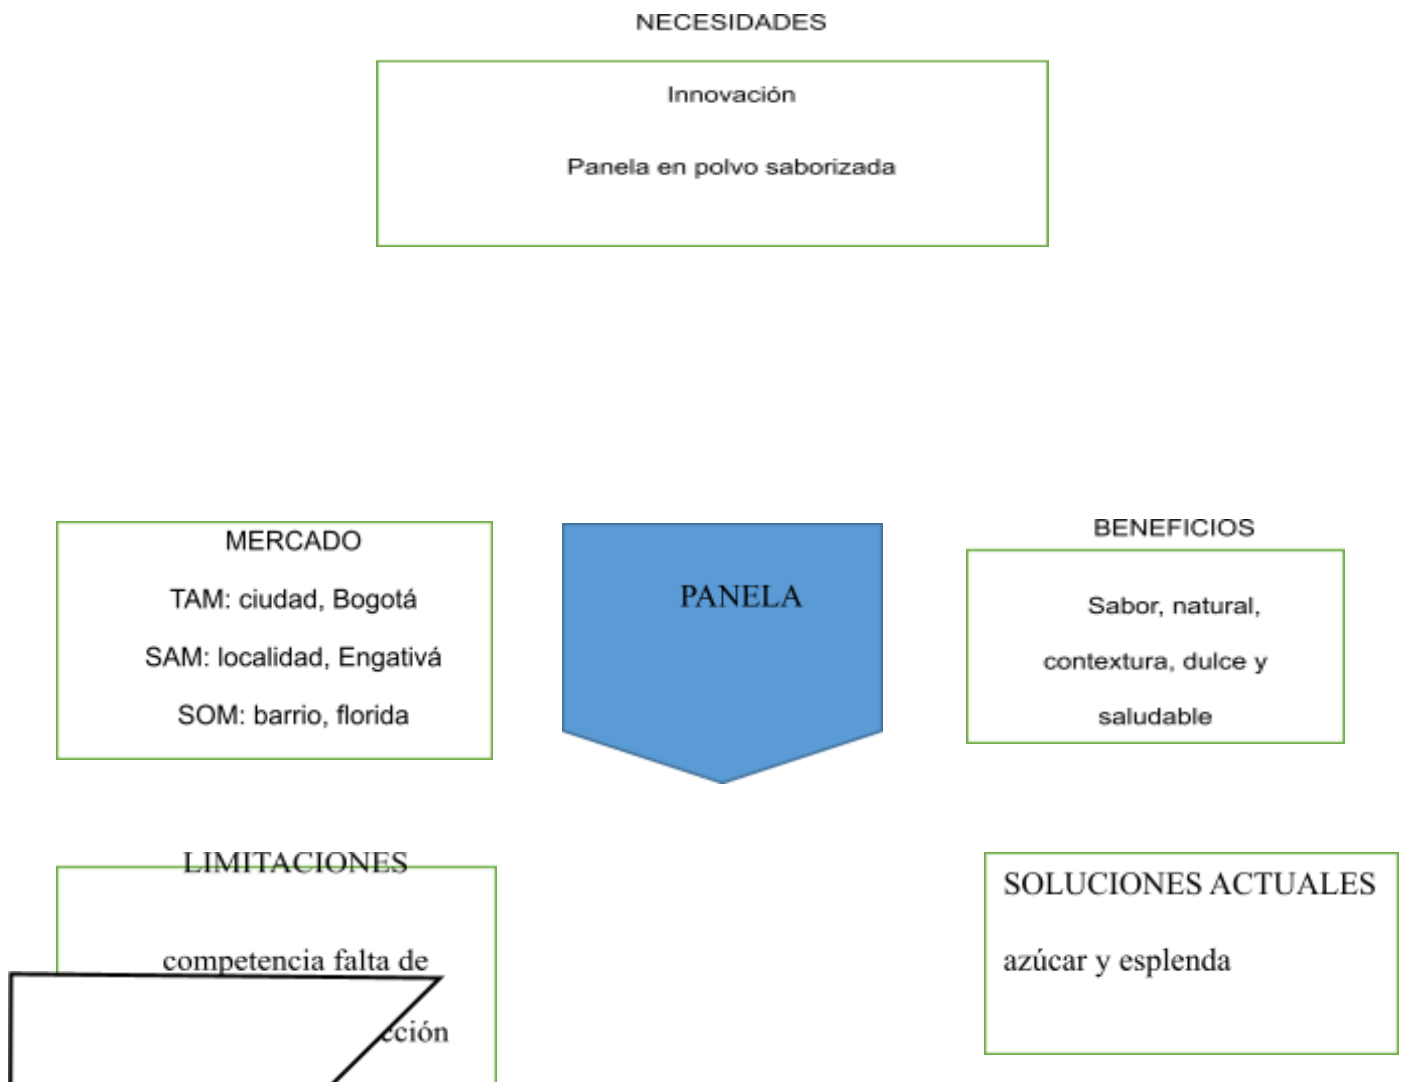 NECESIDADES
Innovación
Panela en polvo saborizada
MERCADO
TAM: ciudad, Bogotá
SAM: localidad, Engativá
SOM: barrio, florida
PANELA
BENEFICIOS
Sabor, natural,
contextura, dulce y
saludable
LIMITACIONES
competencia falta de
SOLUCIONES ACTUALES
azúcar y esplenda